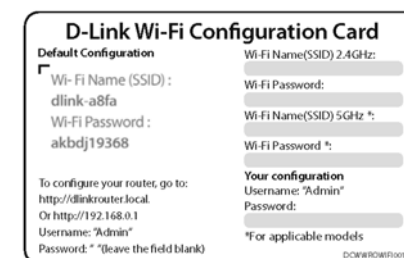 D-Link Wi-Fi Configuration Card
Default Configuration
Wi- Fi Name (SSID) :
dlink-a8fa
Wi-Fi Password :
akbdj19368
To configure your router, go to:
http://dlinkrouter.local.
Or http://192.168.0.1
Username: "Admin"
Password: " "(leave the field blank)
Wi-Fi Name(SSID) 2.4GHz:
Wi-Fi Password:
Wi-Fi Name(SSID) 5GHz *:
Wi-Fi Password *:
Your configuration
Username: "Admin"
Password:
*For applicable models